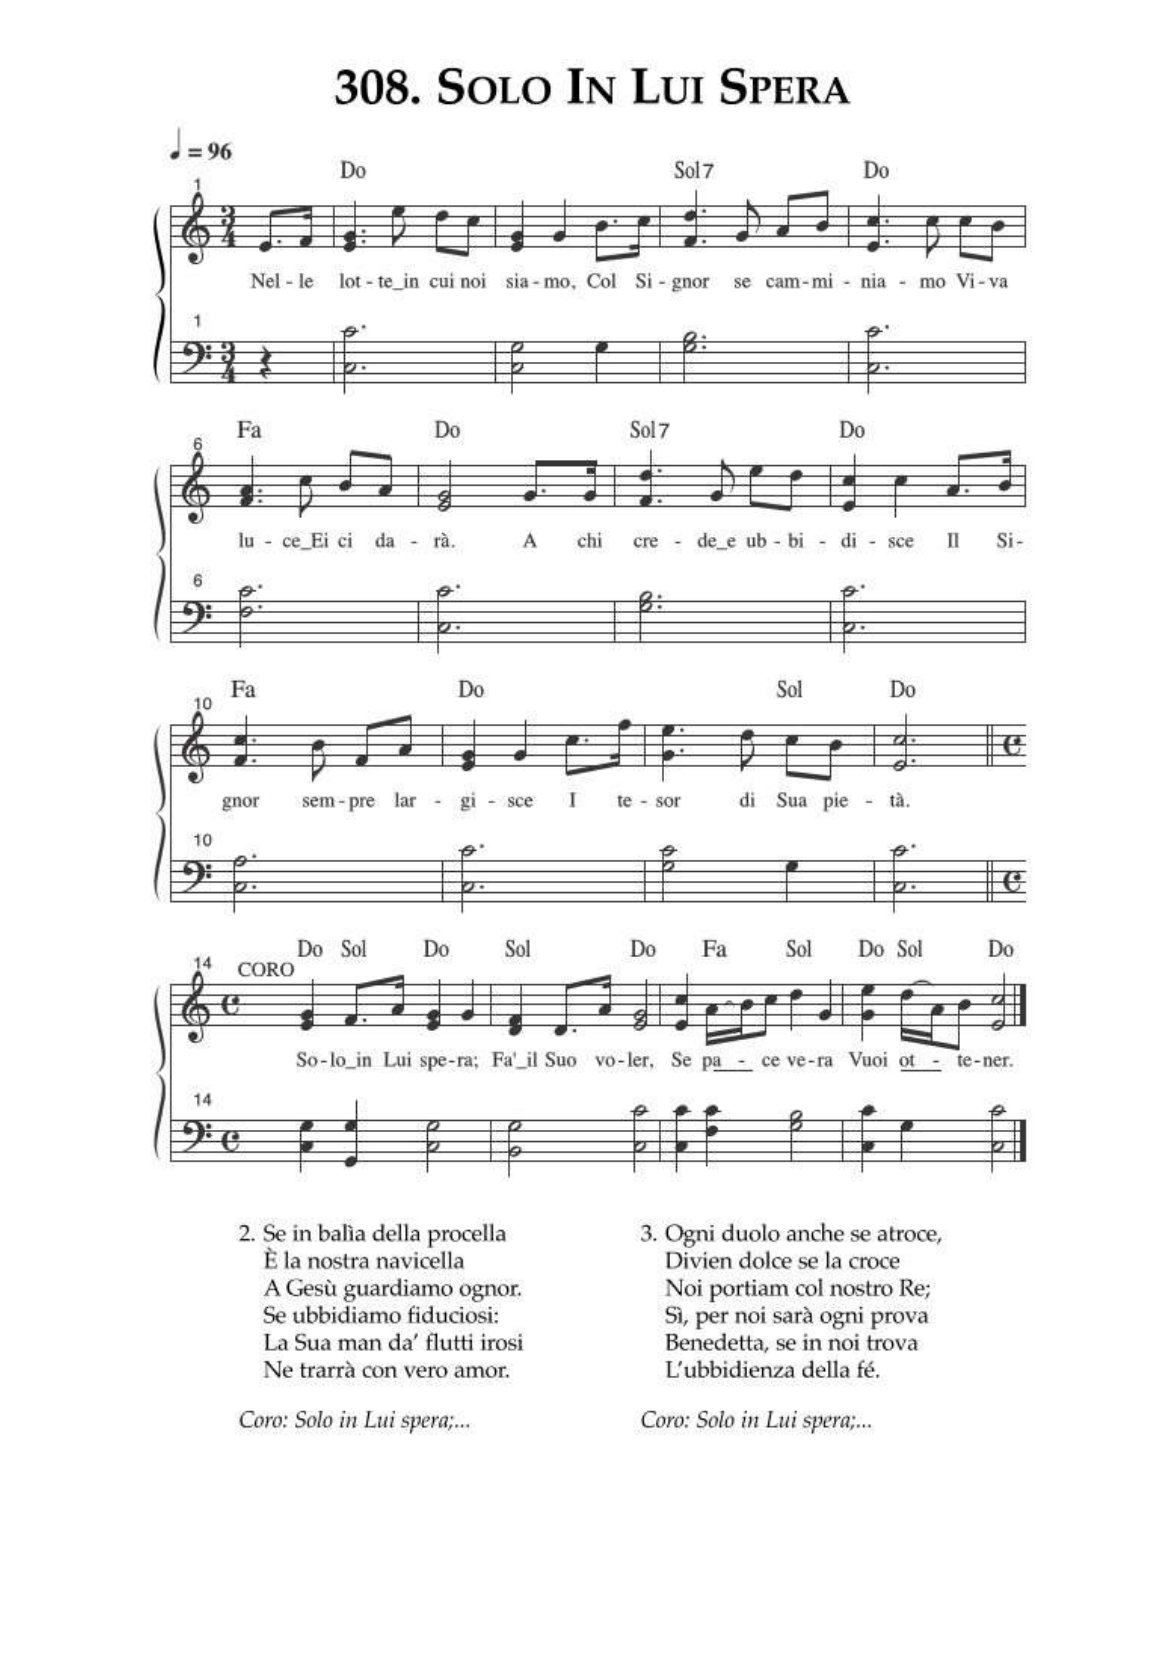 308. SOLO IN LUI SPERA
♩ = 96
Do Sol7 Do
1
3/4
Nel - le lot - te_in cui noi sia - mo, Col Si - gnor se cam - mi - nia - mo Vi - va
1
3/4
Fa Do Sol7 Do
6
lu - ce_Ei ci da - rà. A chi cre - de_e ub - bi - di - sce Il Si -
6
Fa Do Sol Do
10
gnor sem - pre lar - gi - sce I te - sor di Sua pie - tà.
10
Do Sol Do Sol Do Fa Sol Do Sol Do
14 CORO
So - lo_in Lui spe - ra; Fa'_il Suo vo - ler, Se pa - ce ve - ra Vuoi ot - te - ner.
14
2. Se in balìa della procella
È la nostra navicella
A Gesù guardiamo ognor.
Se ubbidiamo fiduciosi:
La Sua man da' flutti irosi
Ne trarrà con vero amor.
Coro: Solo in Lui spera;...
3. Ogni duolo anche se atroce,
Divien dolce se la croce
Noi portiam col nostro Re;
Sì, per noi sarà ogni prova
Benedetta, se in noi trova
L'ubbidienza della fé.
Coro: Solo in Lui spera;...